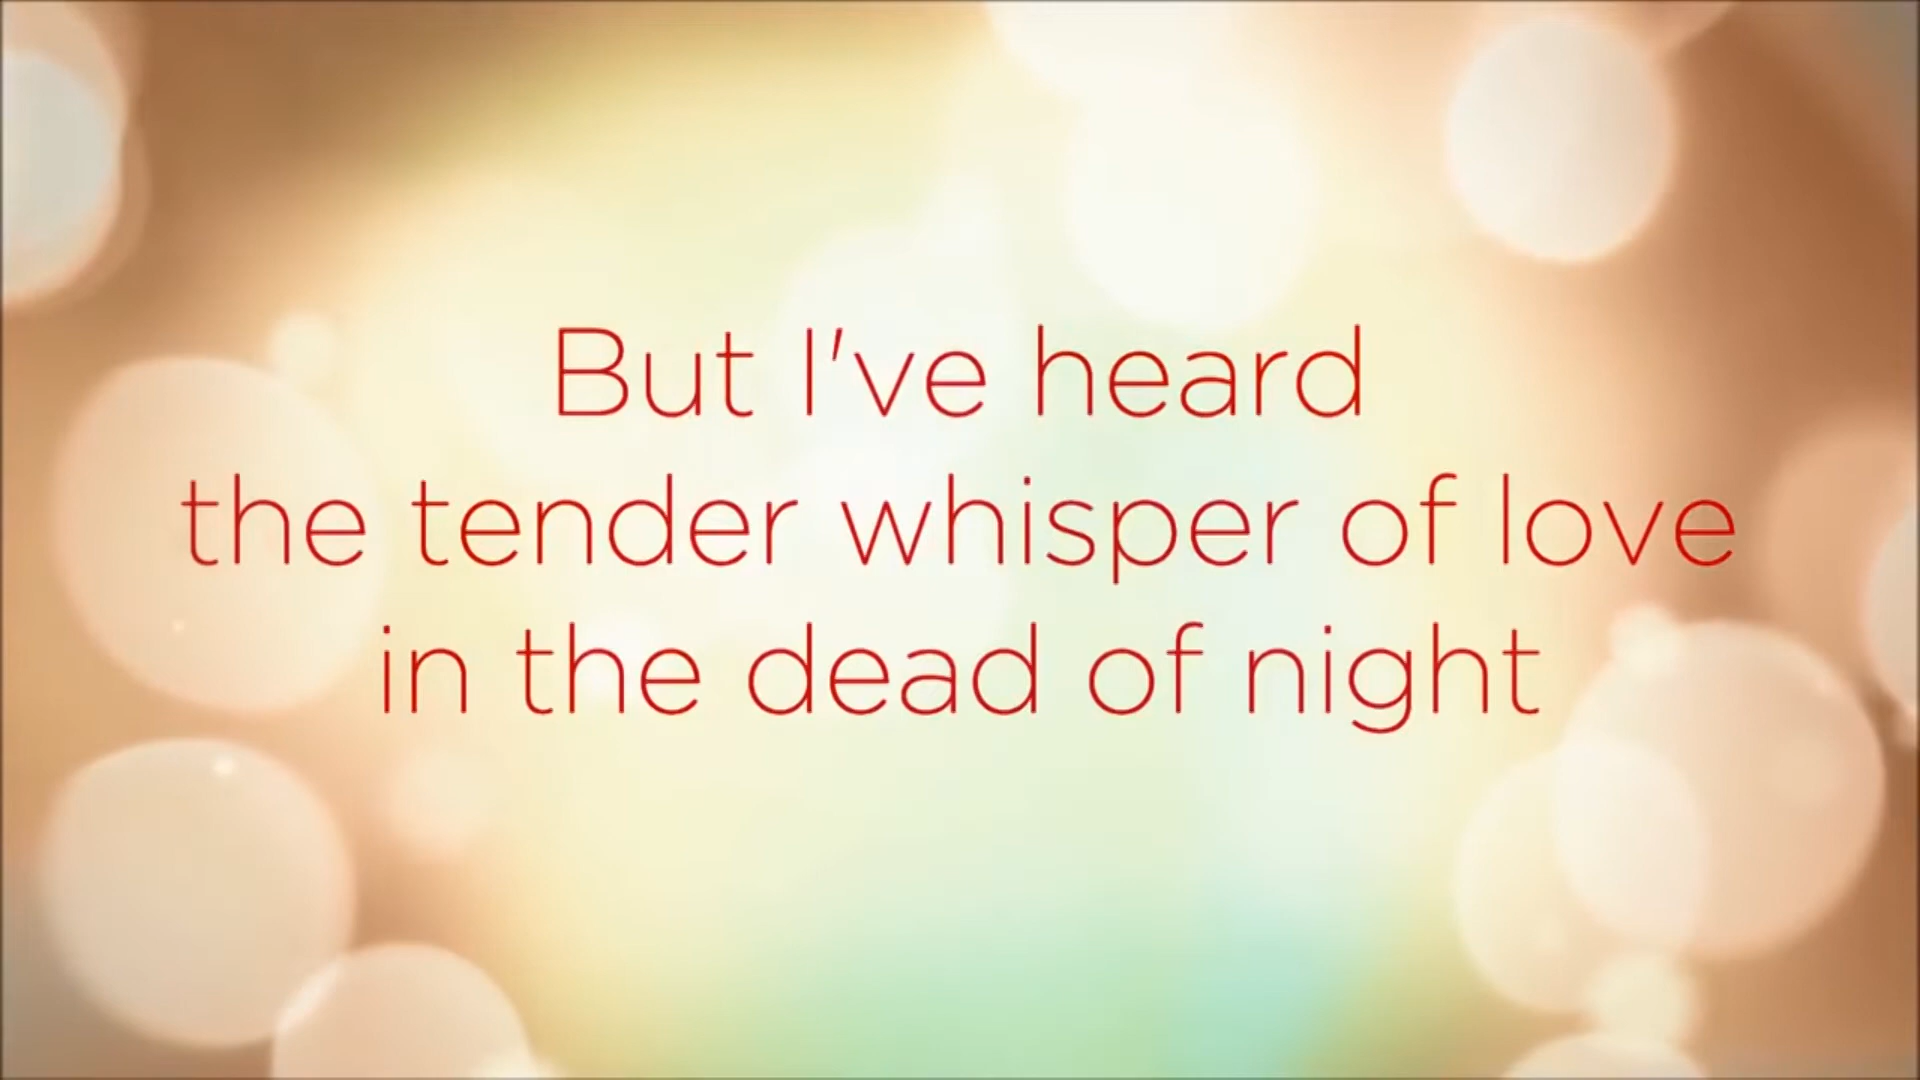 But I've heard
the tender whisper of love
in the dead of night